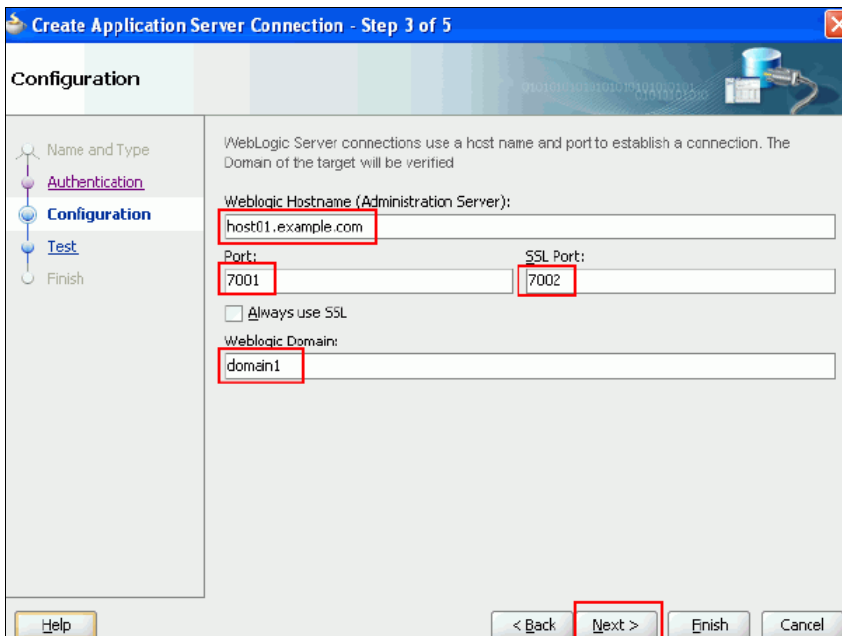 Create Application Server Connection - Step 3 of 5
Configuration
Name and Type
Authentication
Configuration
Test
Finish
WebLogic Server connections use a host name and port to establish a connection. The
Domain of the target will be verified
Weblogic Hostname (Administration Server):
host01.example.com
Port:
SSL Port:
7001
7002
Always use SSL
Weblogic Domain:
domain1
Help
< Back
Next >
Finish
Cancel